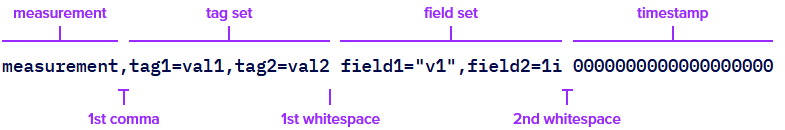 measurement tag set field set timestamp
measurement,tag1=val1,tag2=val2 field1="v1",field2=1i 0000000000000000000
1st comma 1st whitespace 2nd whitespace